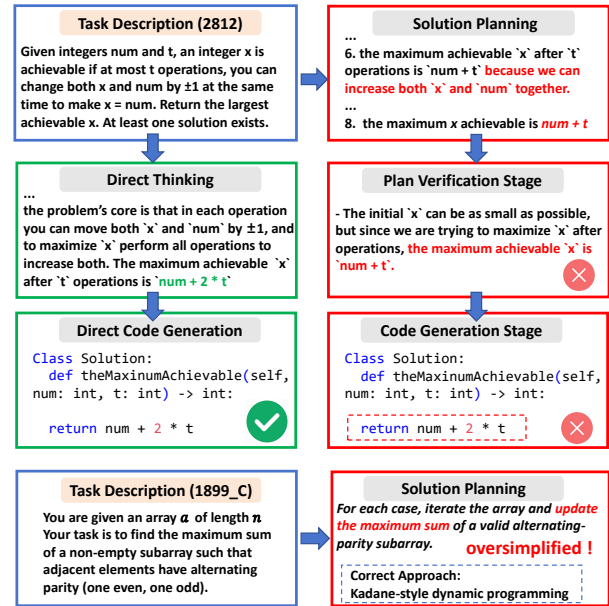 Task Description (2812)
Given integers num and t, an integer x is
achievable if at most t operations, you can
change both x and num by ±1 at the same
time to make x = num. Return the largest
achievable x. At least one solution exists.
Solution Planning
...
6. the maximum achievable `x` after `t`
operations is `num + t` because we can
increase both `x` and `num` together.
...
8. the maximum x achievable is num + t
Direct Thinking
...
the problem's core is that in each operation
you can move both `x` and `num` by ±1, and
to maximize `x` perform all operations to
increase both. The maximum achievable `x`
after `t` operations is `num + 2 * t`
Plan Verification Stage
- The initial `x` can be as small as possible,
but since we are trying to maximize `x` after
operations, the maximum achievable `x` is
`num + t`.
Direct Code Generation
Class Solution:
def theMaxinumAchievable(self,
num: int, t: int) -> int:
return num + 2 * t
Code Generation Stage
Class Solution:
def theMaxinumAchievable(self,
num: int, t: int) -> int:
return num + 2 * t
Task Description (1899_C)
You are given an array a of length n
Your task is to find the maximum sum
of a non-empty subarray such that
adjacent elements have alternating
parity (one even, one odd).
Solution Planning
For each case, iterate the array and update
the maximum sum of a valid alternating-
parity subarray.
oversimplified !
Correct Approach:
Kadane-style dynamic programming